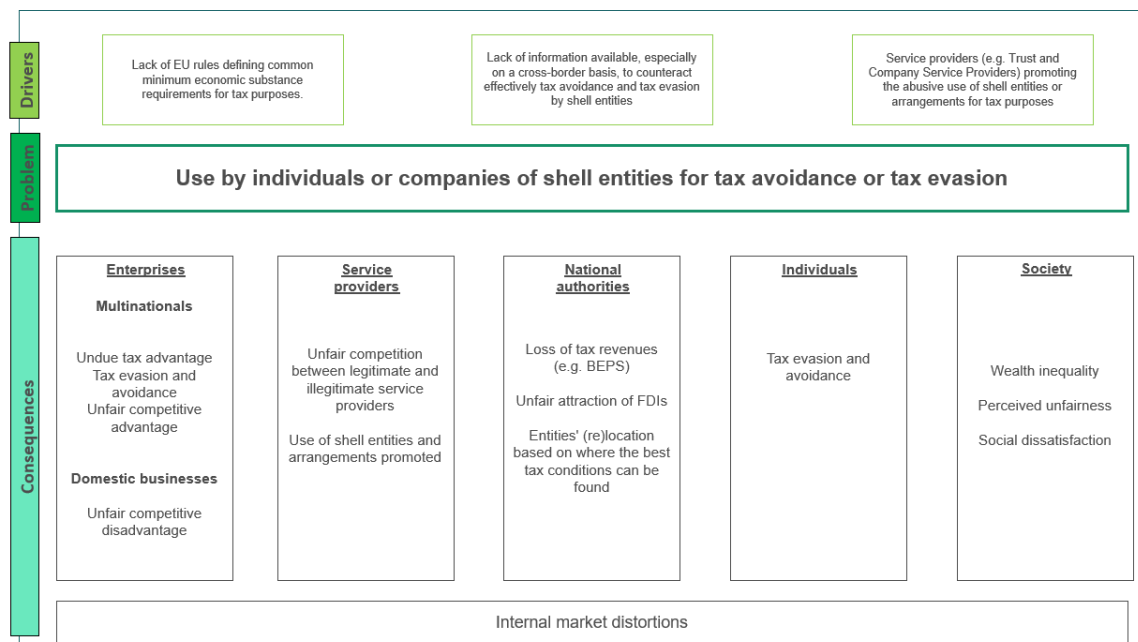 Drivers
Lack of EU rules defining common
minimum economic substance
requirements for tax purposes.
Lack of information available, especially
on a cross-border basis, to counteract
effectively tax avoidance and tax evasion
by shell entities
Service providers (e.g. Trust and
Company Service Providers) promoting
the abusive use of shell entities or
arrangements for tax purposes
Problem
Use by individuals or companies of shell entities for tax avoidance or tax evasion
Consequences
Enterprises
Multinationals
Undue tax advantage
Tax evasion and
avoidance
Unfair competitive
advantage
Domestic businesses
Unfair competitive
disadvantage
Service
providers
Unfair competition
between legitimate and
illegitimate service
providers
Use of shell entities and
arrangements promoted
National
authorities
Loss of tax revenues
(e.g. BEPS)
Unfair attraction of FDIs
Entities' (re)location
based on where the best
tax conditions can be
found
Individuals
Tax evasion and
avoidance
Society
Wealth inequality
Perceived unfairness
Social dissatisfaction
Internal market distortions